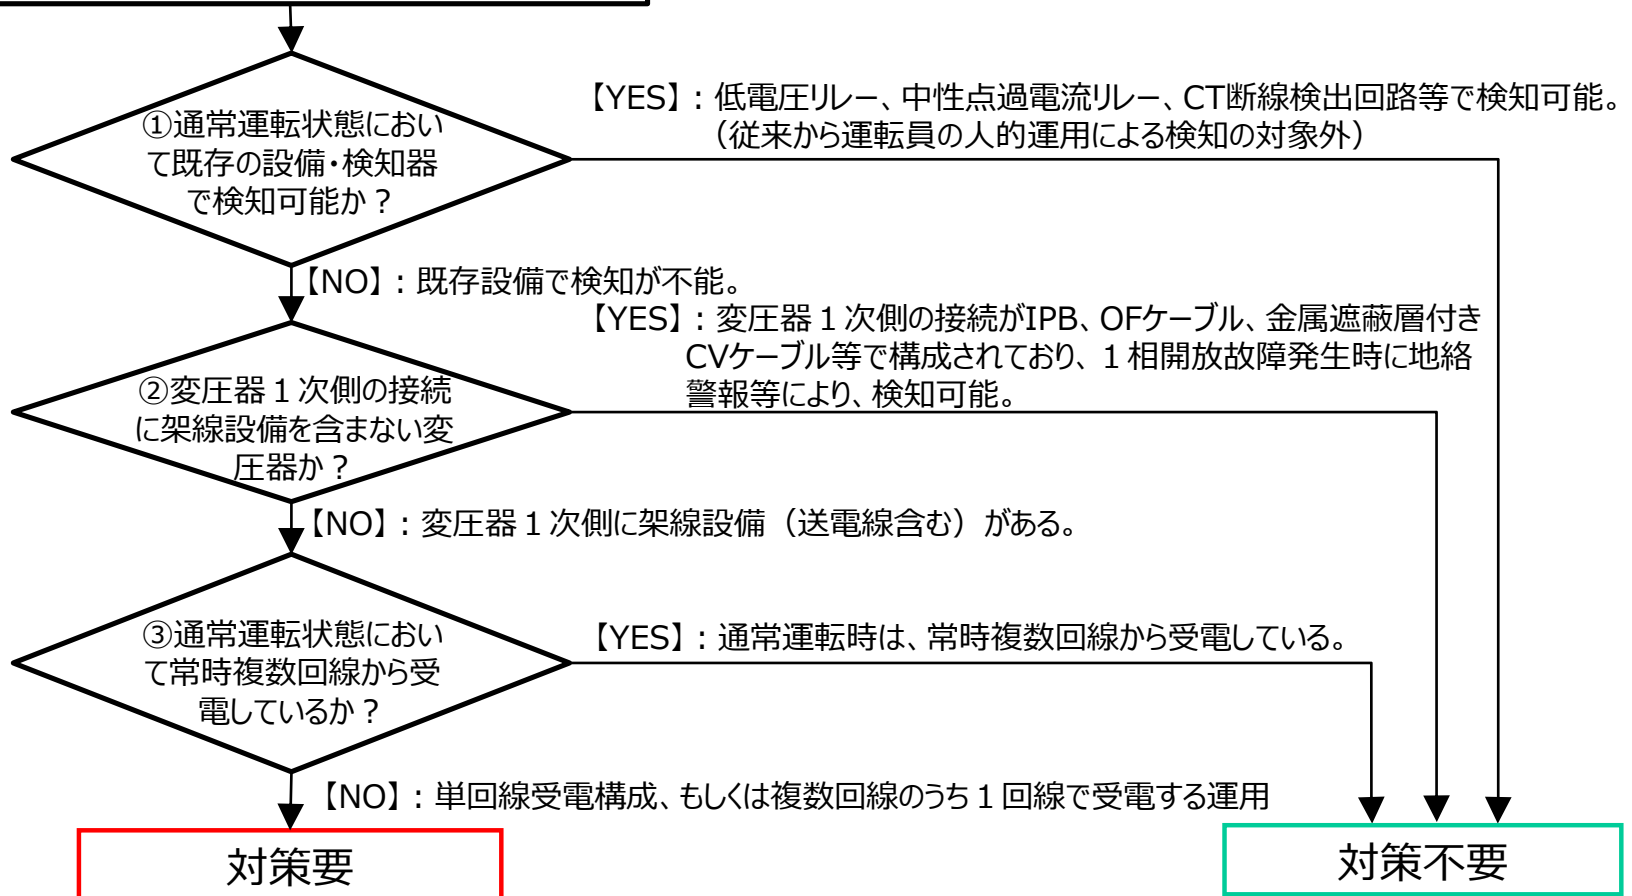 ①通常運転状態におい
て既存の設備・検知器
で検知可能か？
【YES】：低電圧リレー、中性点過電流リレー、CT断線検出回路等で検知可能。
（従来から運転員の人的運用による検知の対象外）
【NO】：既存設備で検知が不能。
②変圧器１次側の接続
に架線設備を含まない変
圧器か？
【YES】：変圧器１次側の接続がIPB、OFケーブル、金属遮蔽層付き
CVケーブル等で構成されており、１相開放故障発生時に地絡
警報等により、検知可能。
【NO】：変圧器１次側に架線設備（送電線含む）がある。
③通常運転状態におい
て常時複数回線から受
電しているか？
【YES】：通常運転時は、常時複数回線から受電している。
【NO】：単回線受電構成、もしくは複数回線のうち１回線で受電する運用
対策要
対策不要